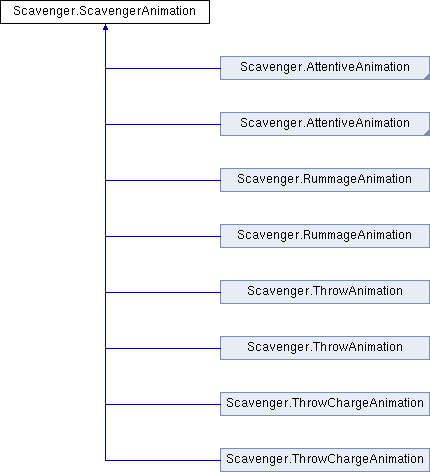 Scavenger.ScavengerAnimation
Scavenger.AttentiveAnimation
Scavenger.AttentiveAnimation
Scavenger.RummageAnimation
Scavenger.RummageAnimation
Scavenger.ThrowAnimation
Scavenger.ThrowAnimation
Scavenger.ThrowChargeAnimation
Scavenger.ThrowChargeAnimation